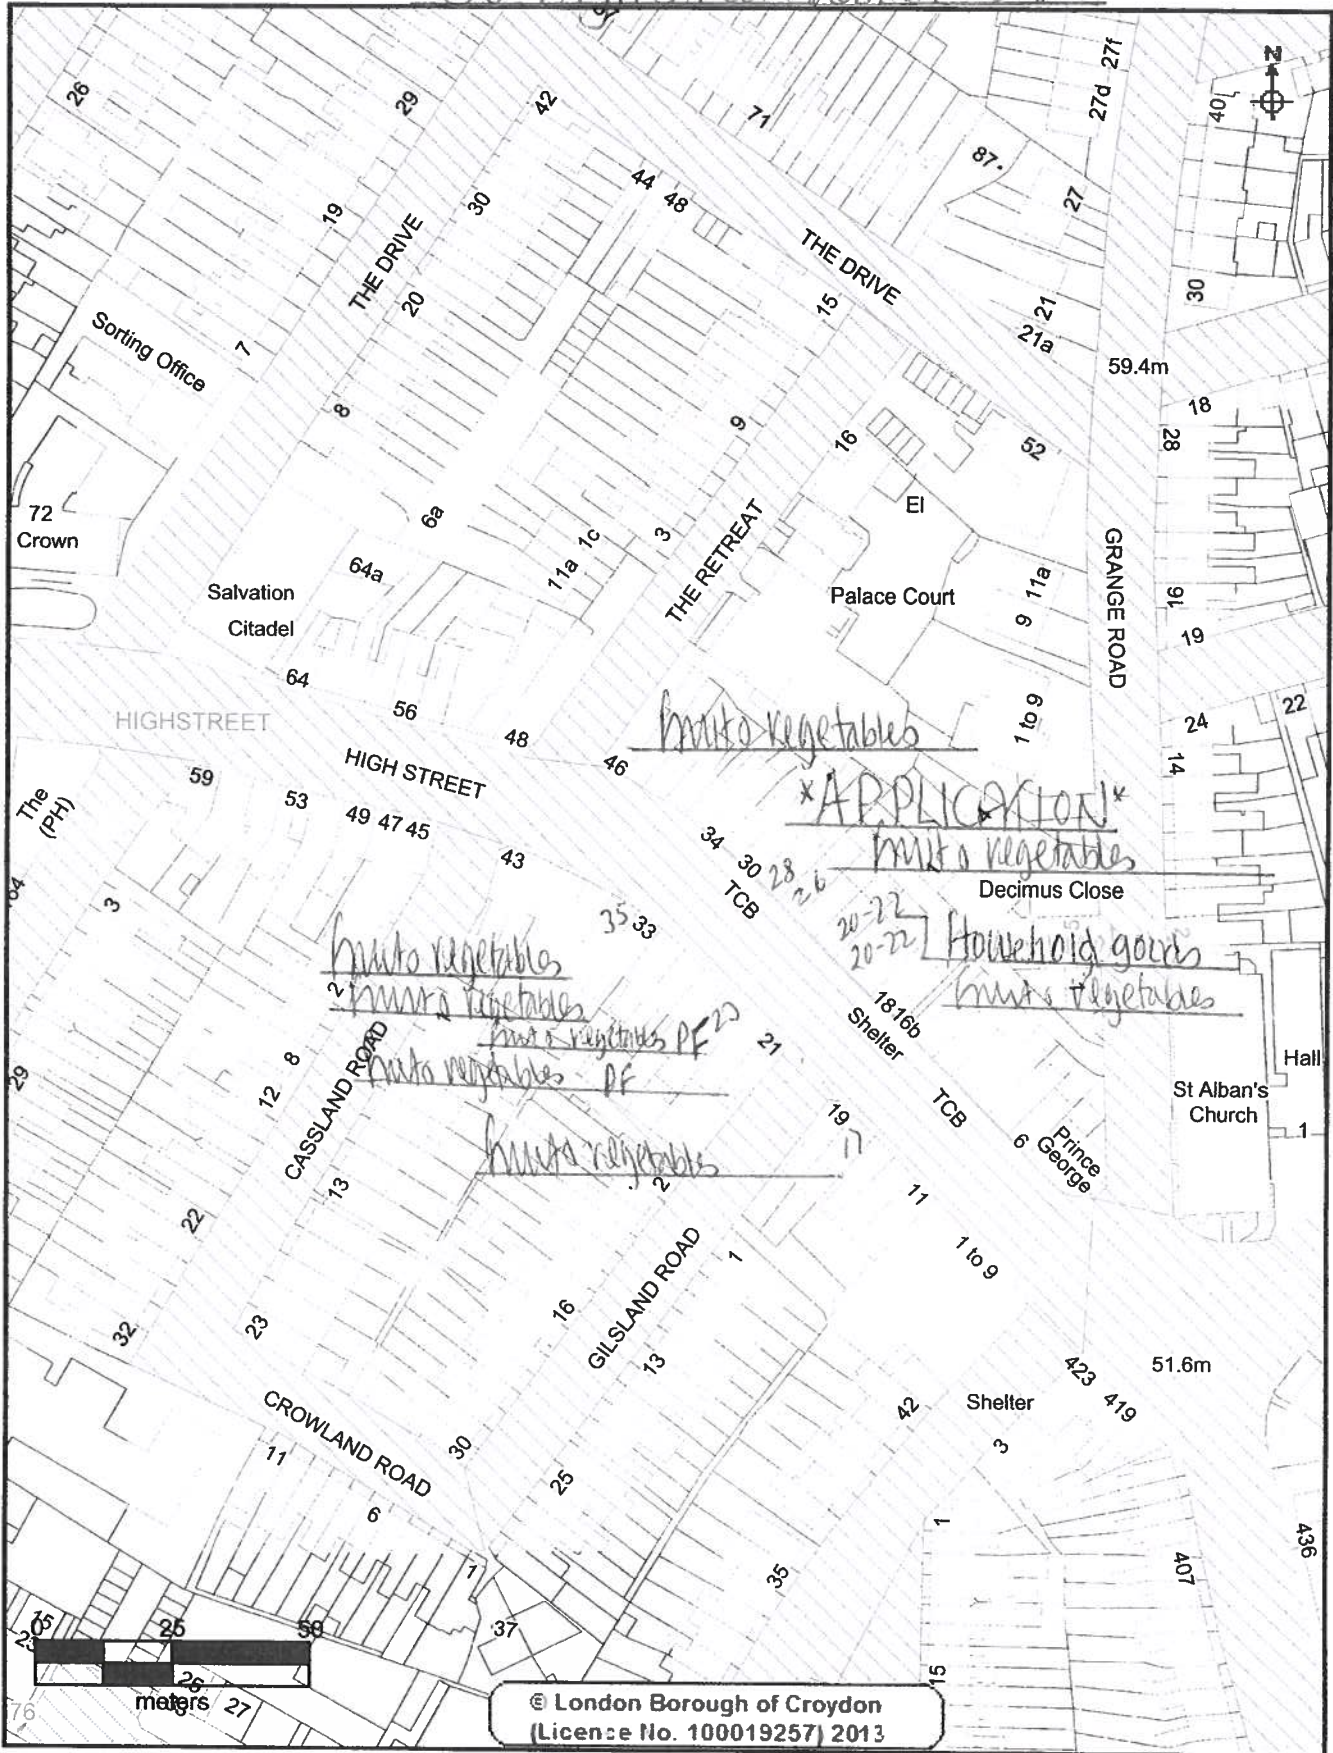 26
29
42
71
27d 27f
40
N
87.
44 48
30
19
27
THE DRIVE
THE DRIVE
20
15
30
Sorting Office
7
21
21a
59.4m
8
9
18
16
52
28
72
Crown
6a
El
64a
11a 1c
3
THE RETREAT
GRANGE ROAD
Salvation
Citadel
Palace Court
9 11a
16
19
64
HIGHSTREET
56
48
46
1 to 9
24
22
14
HIGH STREET
59
53
49 47 45
43
The
(PH)
fruit & vegetables
*APPLICATION*
fruit & vegetables
34
30
28
26
TCB
Decimus Close
3
35 33
20-22
20-22
Household goods
fruit & vegetables
fruit & vegetables
2
fruit & vegetables
fruit & vegetables PF
23
fruit & vegetables PF
21
1816b
Shelter
Hall
29
8
12
CASSLAND ROAD
St Alban's
Church
1
TCB
6
Prince
George
19
17
fruit & vegetables
13
2
22
11
1 to 9
1
GILSLAND ROAD
16
13
32
23
51.6m
423
419
42
Shelter
3
CROWLAND ROAD
11
30
25
6
1
1
35
407
436
37
15
0 25 50
meters
25
27
76
15
© London Borough of Croydon
(Licence No. 100019257) 2013